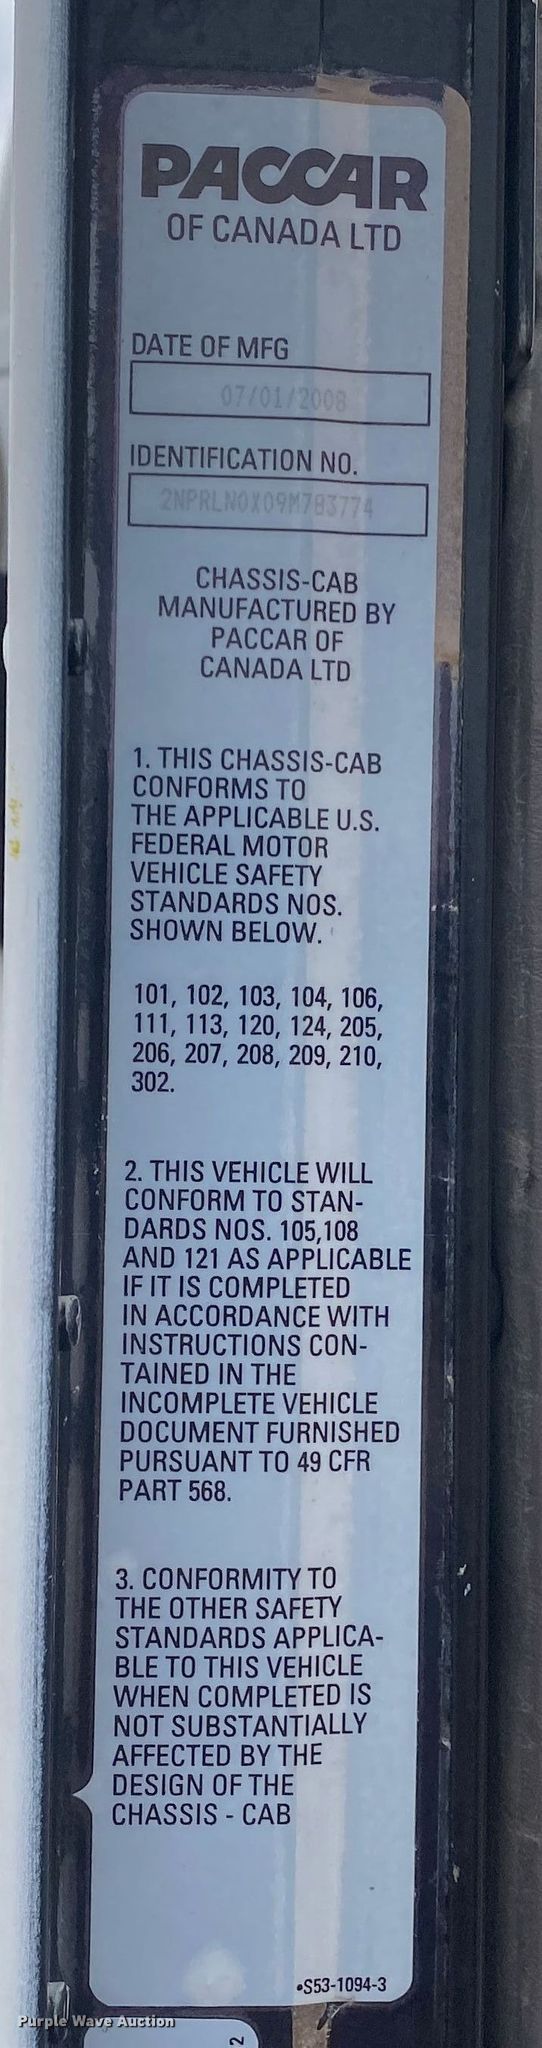 PACCAR
OF CANADA LTD
DATE OF MFG
07/01/2008
IDENTIFICATION NO.
2NPRLN0X09M783774
CHASSIS-CAB
MANUFACTURED BY
PACCAR OF
CANADA LTD
1. THIS CHASSIS-CAB
CONFORMS TO
THE APPLICABLE U.S.
FEDERAL MOTOR
VEHICLE SAFETY
STANDARDS NOS.
SHOWN BELOW.
101, 102, 103, 104, 106,
111, 113, 120, 124, 205,
206, 207, 208, 209, 210,
302.
2. THIS VEHICLE WILL
CONFORM TO STAN-
DARDS NOS. 105,108
AND 121 AS APPLICABLE
IF IT IS COMPLETED
IN ACCORDANCE WITH
INSTRUCTIONS CON-
TAINED IN THE
INCOMPLETE VEHICLE
DOCUMENT FURNISHED
PURSUANT TO 49 CFR
PART 568.
3. CONFORMITY TO
THE OTHER SAFETY
STANDARDS APPLICA-
BLE TO THIS VEHICLE
WHEN COMPLETED IS
NOT SUBSTANTIALLY
AFFECTED BY THE
DESIGN OF THE
CHASSIS - CAB
•S53-1094-3
Purple Wave Auction
2